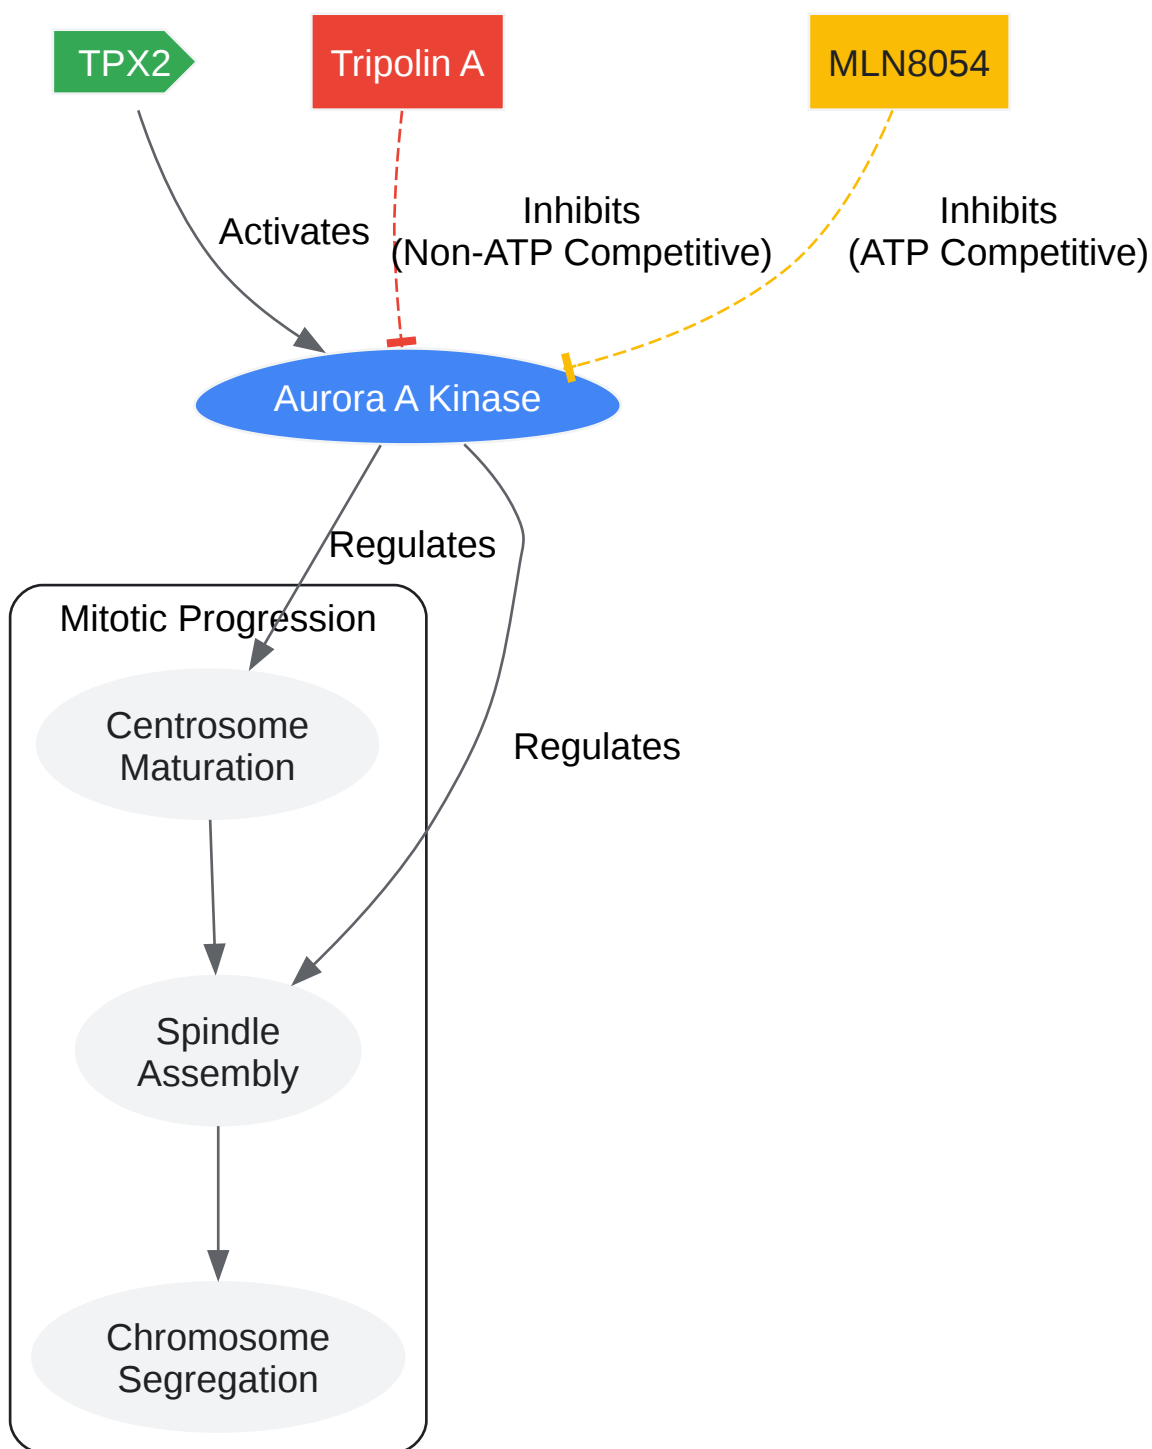 TPX2
Tripolin A
MLN8054
Activates
Inhibits
(Non-ATP Competitive)
Inhibits
(ATP Competitive)
Aurora A Kinase
Regulates
Mitotic Progression
Centrosome
Maturation
Regulates
Spindle
Assembly
Chromosome
Segregation